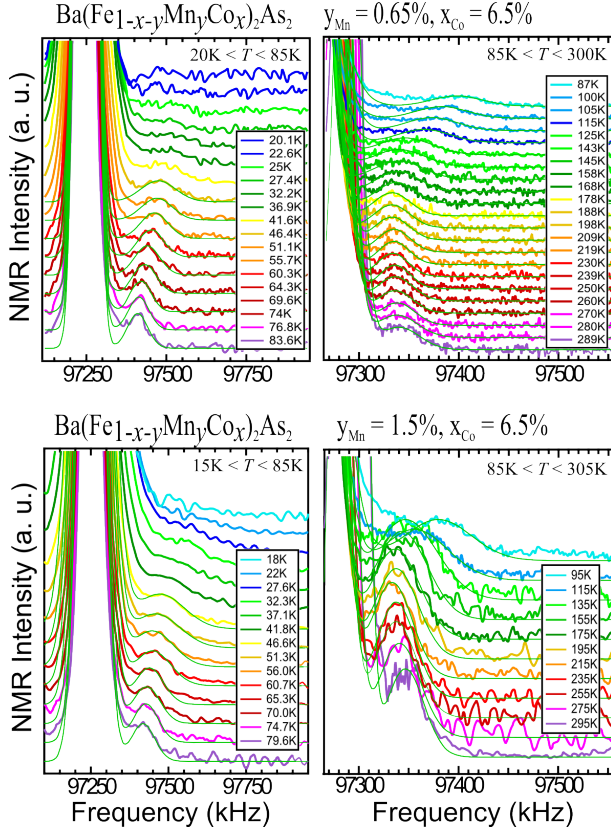 Ba(Fe1-x-yMnyCox)2As2
yMn = 0.65%, xCo = 6.5%
NMR Intensity (a. u.)
20K < T < 85K
20.1K
22.6K
25K
27.4K
32.2K
36.9K
41.6K
46.4K
51.1K
55.7K
60.3K
64.3K
69.6K
74K
76.8K
83.6K
97250
97500
97750
85K < T < 300K
87K
100K
105K
115K
125K
143K
145K
158K
168K
178K
188K
198K
209K
219K
230K
239K
250K
260K
270K
280K
289K
97300
97400
97500
Ba(Fe1-x-yMnyCox)2As2
yMn = 1.5%, xCo = 6.5%
NMR Intensity (a. u.)
15K < T < 85K
18K
22K
27.6K
32.3K
37.1K
41.8K
46.6K
51.3K
56.0K
60.7K
65.3K
70.0K
74.7K
79.6K
97250
97500
97750
Frequency (kHz)
85K < T < 305K
95K
115K
135K
155K
175K
195K
215K
235K
255K
275K
295K
97300
97400
97500
Frequency (kHz)